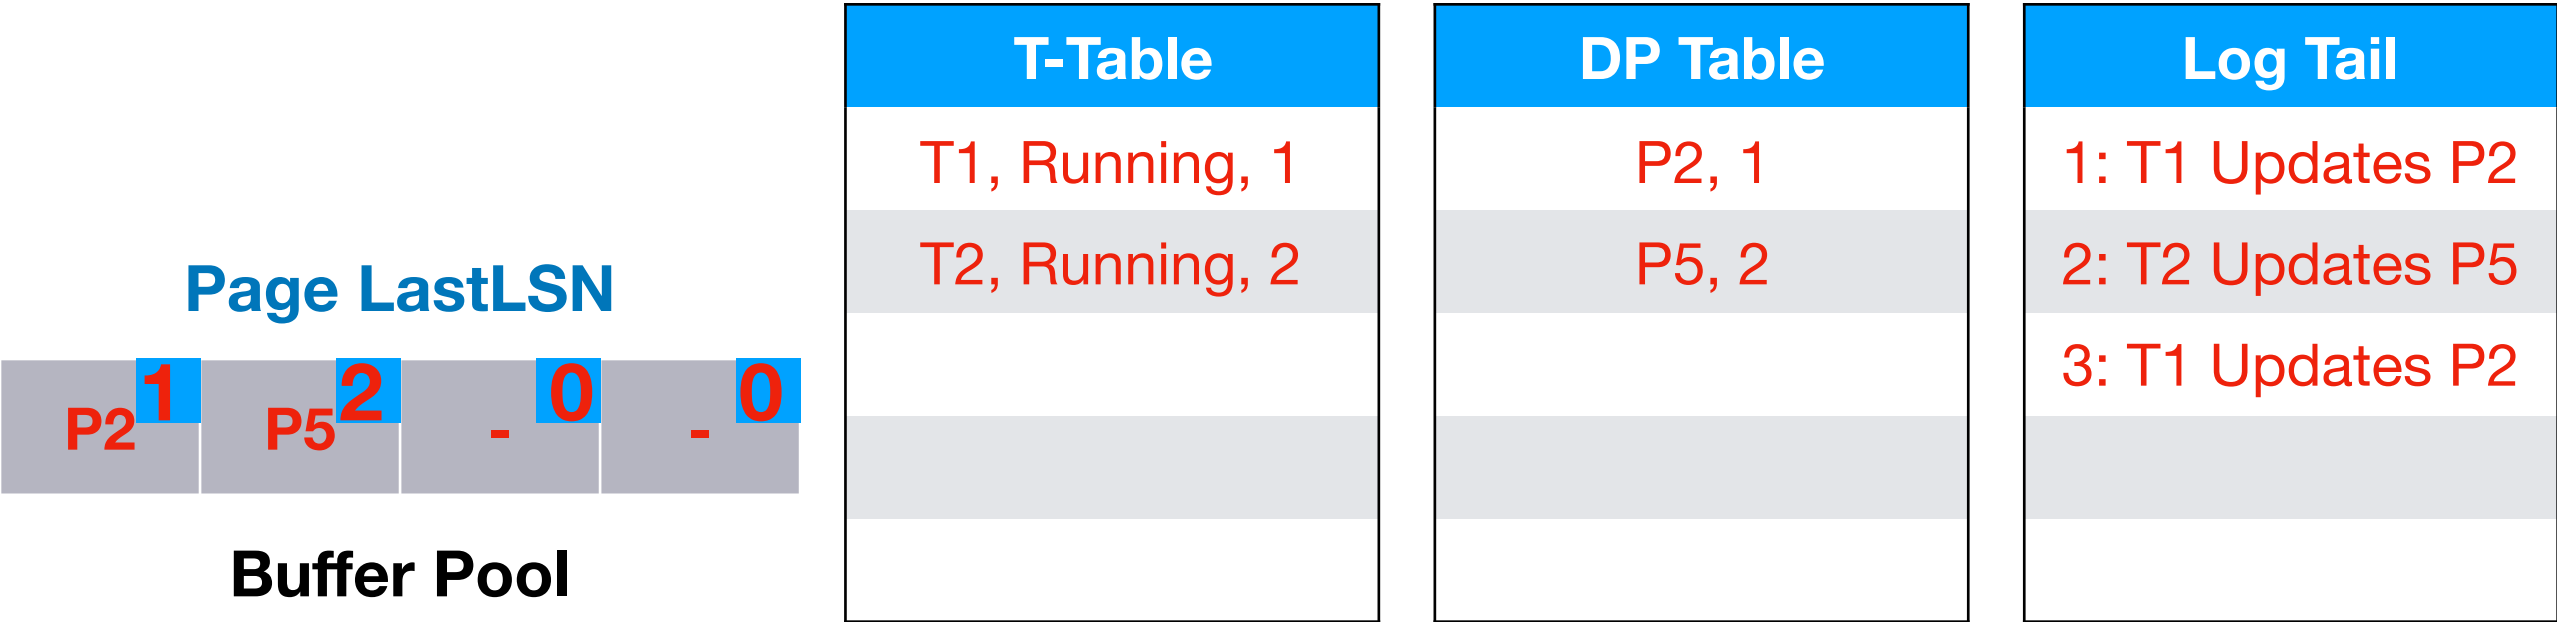 Page LastLSN
P2 1 P5 2 - 0 - 0
Buffer Pool
T-Table
T1, Running, 1
T2, Running, 2
DP Table
P2, 1
P5, 2
Log Tail
1: T1 Updates P2
2: T2 Updates P5
3: T1 Updates P2